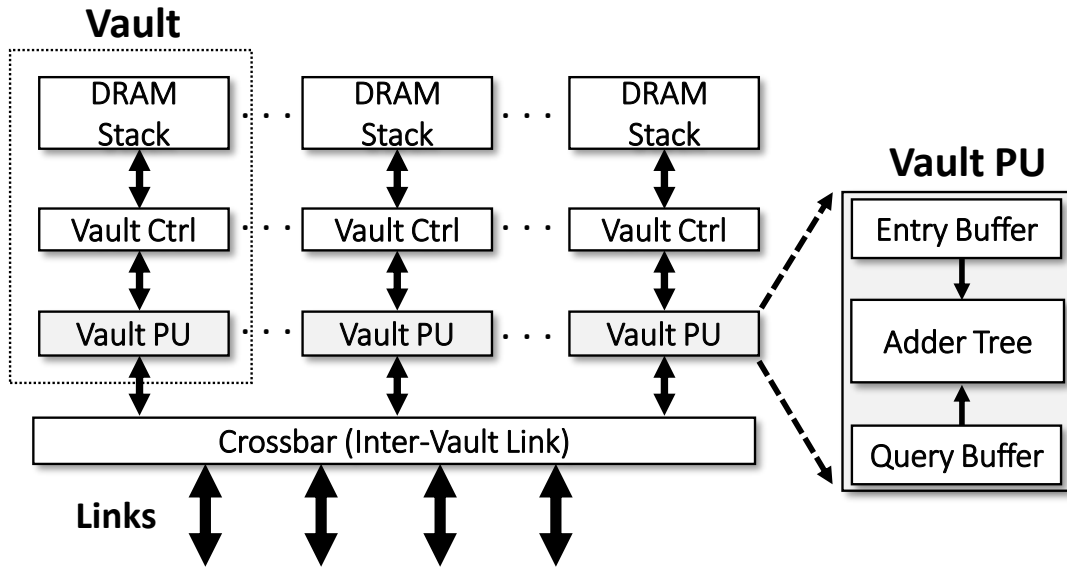 Vault
DRAM
Stack
. . .
DRAM
Stack
. . .
DRAM
Stack
Vault Ctrl
. . .
Vault Ctrl
. . .
Vault Ctrl
Vault PU
. . .
Vault PU
. . .
Vault PU
Crossbar (Inter-Vault Link)
Links
Vault PU
Entry Buffer
Adder Tree
Query Buffer